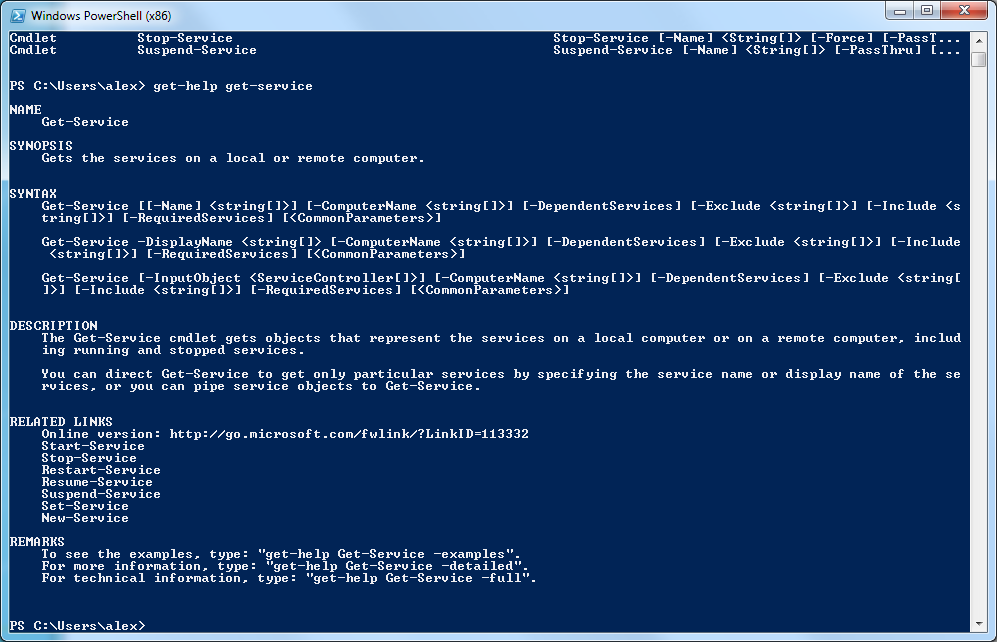 Windows PowerShell (x86)
Cmdlet          Stop-Service                                        Stop-Service [-Name] <String[]> [-Force] [-PassT...
Cmdlet          Suspend-Service                                     Suspend-Service [-Name] <String[]> [-PassThru] [...
PS C:\Users\alex> get-help get-service
NAME
    Get-Service
SYNOPSIS
    Gets the services on a local or remote computer.
SYNTAX
    Get-Service [[-Name] <string[]>] [-ComputerName <string[]>] [-DependentServices] [-Exclude <string[]>] [-Include <s
    tring[]>] [-RequiredServices] [<CommonParameters>]
    Get-Service -DisplayName <string[]> [-ComputerName <string[]>] [-DependentServices] [-Exclude <string[]>] [-Include
     <string[]>] [-RequiredServices] [<CommonParameters>]
    Get-Service [-InputObject <ServiceController[]>] [-ComputerName <string[]>] [-DependentServices] [-Exclude <string[
    ]>] [-Include <string[]>] [-RequiredServices] [<CommonParameters>]
DESCRIPTION
    The Get-Service cmdlet gets objects that represent the services on a local computer or on a remote computer, includ
    ing running and stopped services.
    You can direct Get-Service to get only particular services by specifying the service name or display name of the se
    rvices, or you can pipe service objects to Get-Service.
RELATED LINKS
    Online version: http://go.microsoft.com/fwlink/?LinkID=113332
    Start-Service
    Stop-Service
    Restart-Service
    Resume-Service
    Suspend-Service
    Set-Service
    New-Service
REMARKS
    To see the examples, type: "get-help Get-Service -examples".
    For more information, type: "get-help Get-Service -detailed".
    For technical information, type: "get-help Get-Service -full".
PS C:\Users\alex>